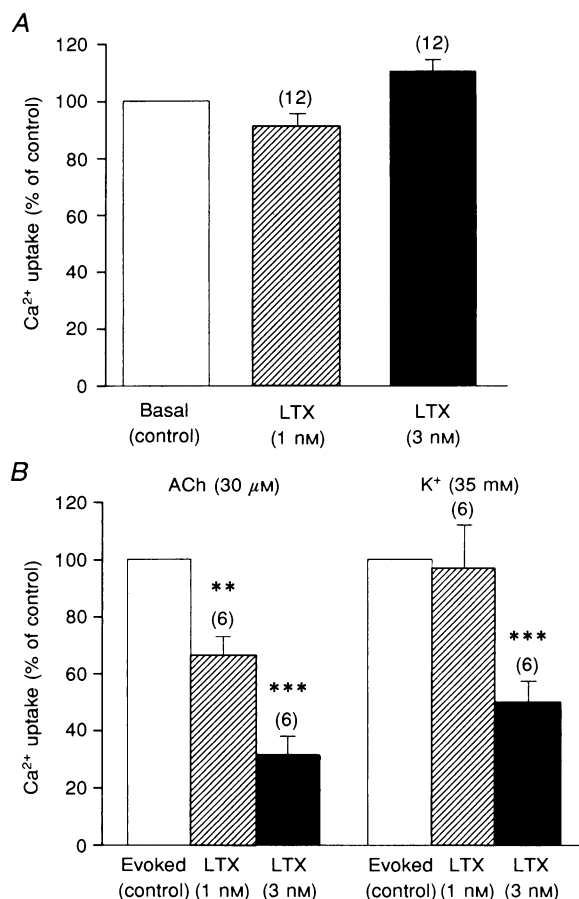 A
Ca²⁺ uptake (% of control)
120
100
80
60
40
20
0
(12)
(12)
Basal LTX LTX
(control) (1 nM) (3 nM)
B
Ca²⁺ uptake (% of control)
120
100
80
60
40
20
0
ACh (30 μM) K⁺ (35 mM)
(6)
**
(6)
***
(6)
***
(6)
Evoked LTX LTX Evoked LTX LTX
(control) (1 nM) (3 nM) (control) (1 nM) (3 nM)